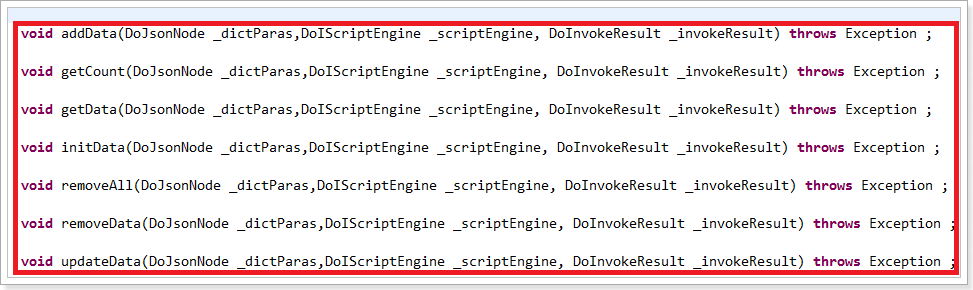 void addData(DoJsonNode _dictParas,DoIScriptEngine _scriptEngine, DoInvokeResult _invokeResult) throws Exception ;
void getCount(DoJsonNode _dictParas,DoIScriptEngine _scriptEngine, DoInvokeResult _invokeResult) throws Exception ;
void getData(DoJsonNode _dictParas,DoIScriptEngine _scriptEngine, DoInvokeResult _invokeResult) throws Exception ;
void initData(DoJsonNode _dictParas,DoIScriptEngine _scriptEngine, DoInvokeResult _invokeResult) throws Exception ;
void removeAll(DoJsonNode _dictParas,DoIScriptEngine _scriptEngine, DoInvokeResult _invokeResult) throws Exception ;
void removeData(DoJsonNode _dictParas,DoIScriptEngine _scriptEngine, DoInvokeResult _invokeResult) throws Exception ;
void updateData(DoJsonNode _dictParas,DoIScriptEngine _scriptEngine, DoInvokeResult _invokeResult) throws Exception ;